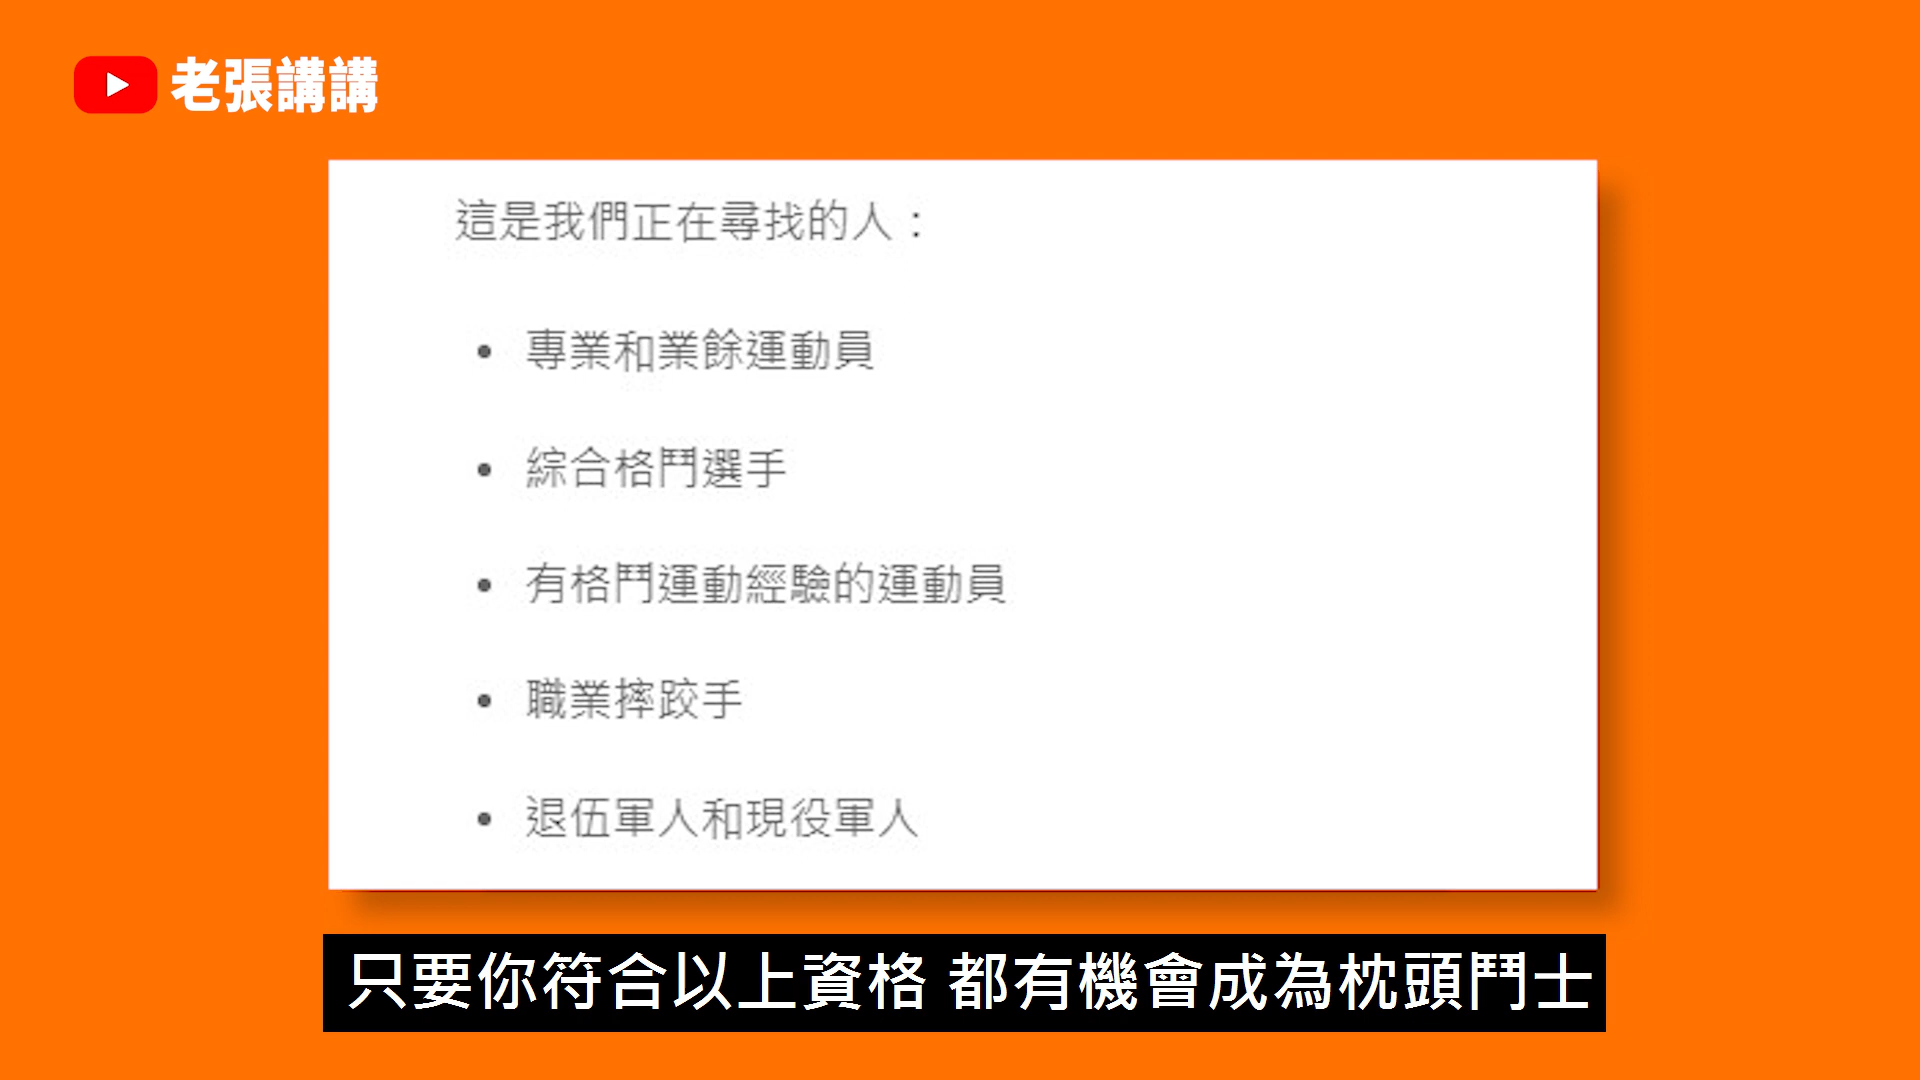 老張講講
這是我們正在尋找的人：
• 專業和業餘運動員
• 綜合格鬥選手
• 有格鬥運動經驗的運動員
• 職業摔跤手
• 退伍軍人和現役軍人
只要你符合以上資格 都有機會成為枕頭鬥士